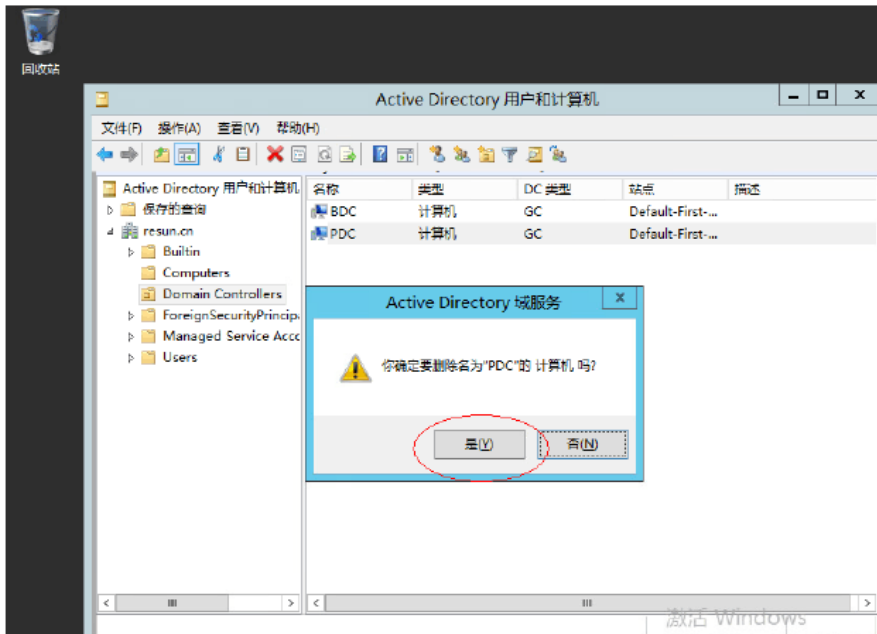 回收站
Active Directory 用户和计算机
文件(F) 操作(A) 查看(V) 帮助(H)
Active Directory 用户和计算机
保存的查询
resun.cn
Builtin
Computers
Domain Controllers
ForeignSecurityPrincip
Managed Service Acco
Users
名称 类型 DC 类型 站点 描述
BDC 计算机 GC Default-First-...
PDC 计算机 GC Default-First-...
Active Directory 域服务
你确定要删除名为"PDC"的 计算机 吗?
是(Y) 否(N)
激活 Windows